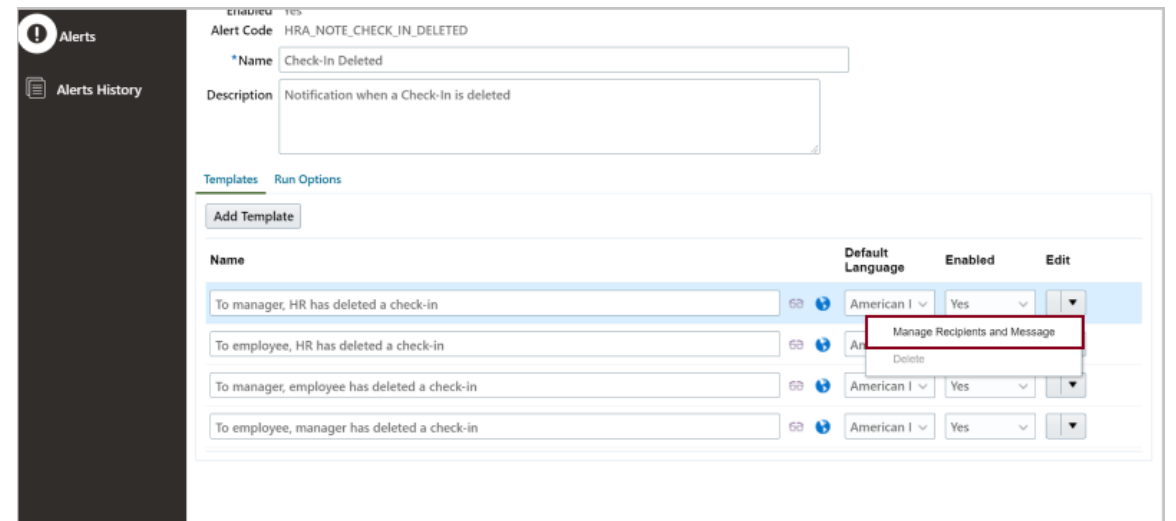 Enabled Yes
Alerts
Alert Code HRA_NOTE_CHECK_IN_DELETED
*Name Check-In Deleted
Alerts History
Description Notification when a Check-In is deleted
Templates Run Options
Add Template
Name Default Language Enabled Edit
To manager, HR has deleted a check-in American I Yes
Manage Recipients and Message
To employee, HR has deleted a check-in An
Delete
To manager, employee has deleted a check-in American I Yes
To employee, manager has deleted a check-in American I Yes